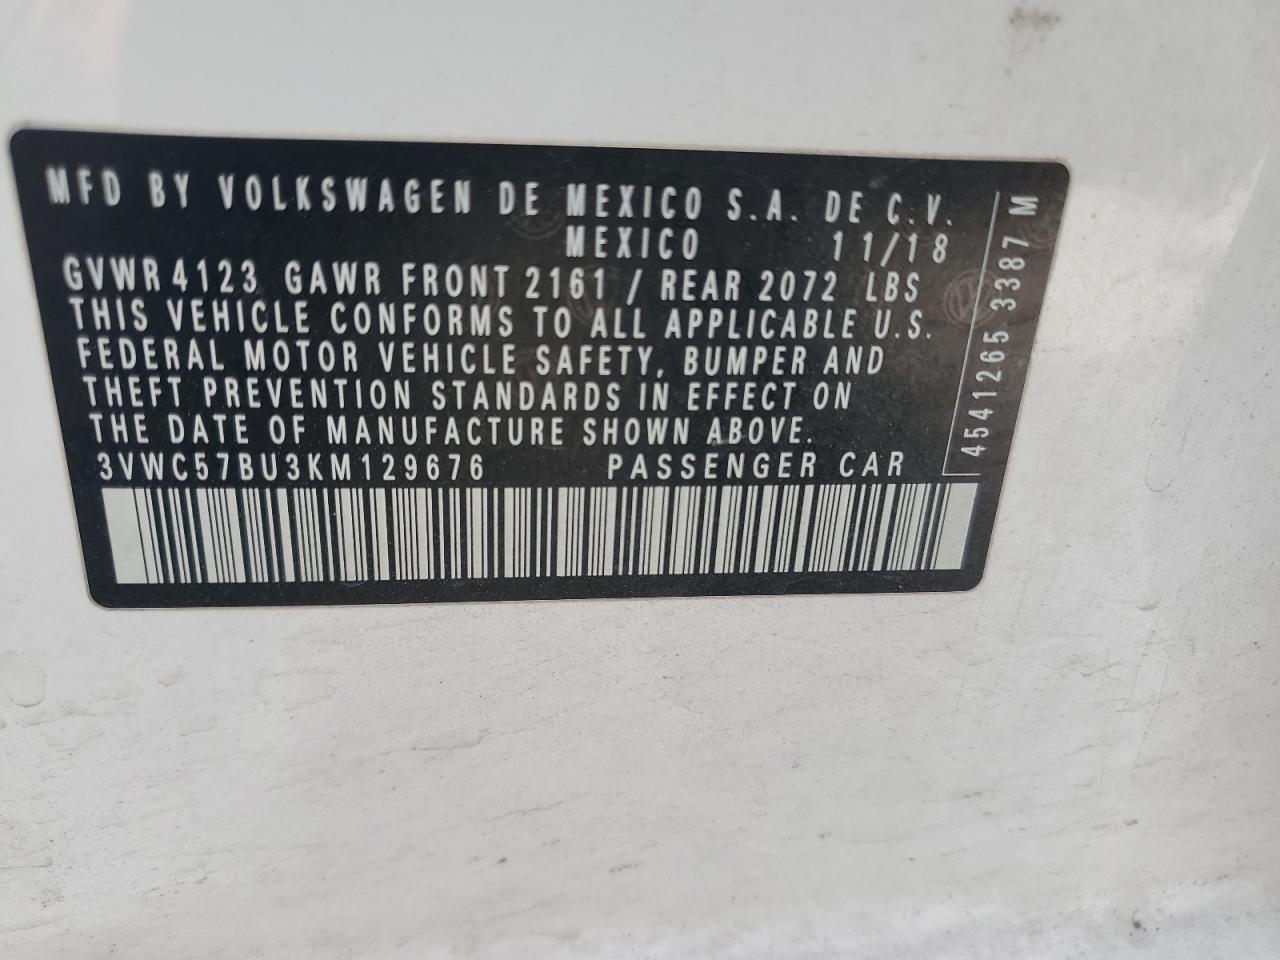 MFD BY VOLKSWAGEN DE MEXICO S.A. DE C.V.
MEXICO 11/18
GVWR 4123 GAWR FRONT 2161 / REAR 2072 LBS
THIS VEHICLE CONFORMS TO ALL APPLICABLE U.S.
FEDERAL MOTOR VEHICLE SAFETY, BUMPER AND
THEFT PREVENTION STANDARDS IN EFFECT ON
THE DATE OF MANUFACTURE SHOWN ABOVE.
3VWC57BU3KM129676 PASSENGER CAR
4541265 3387 M